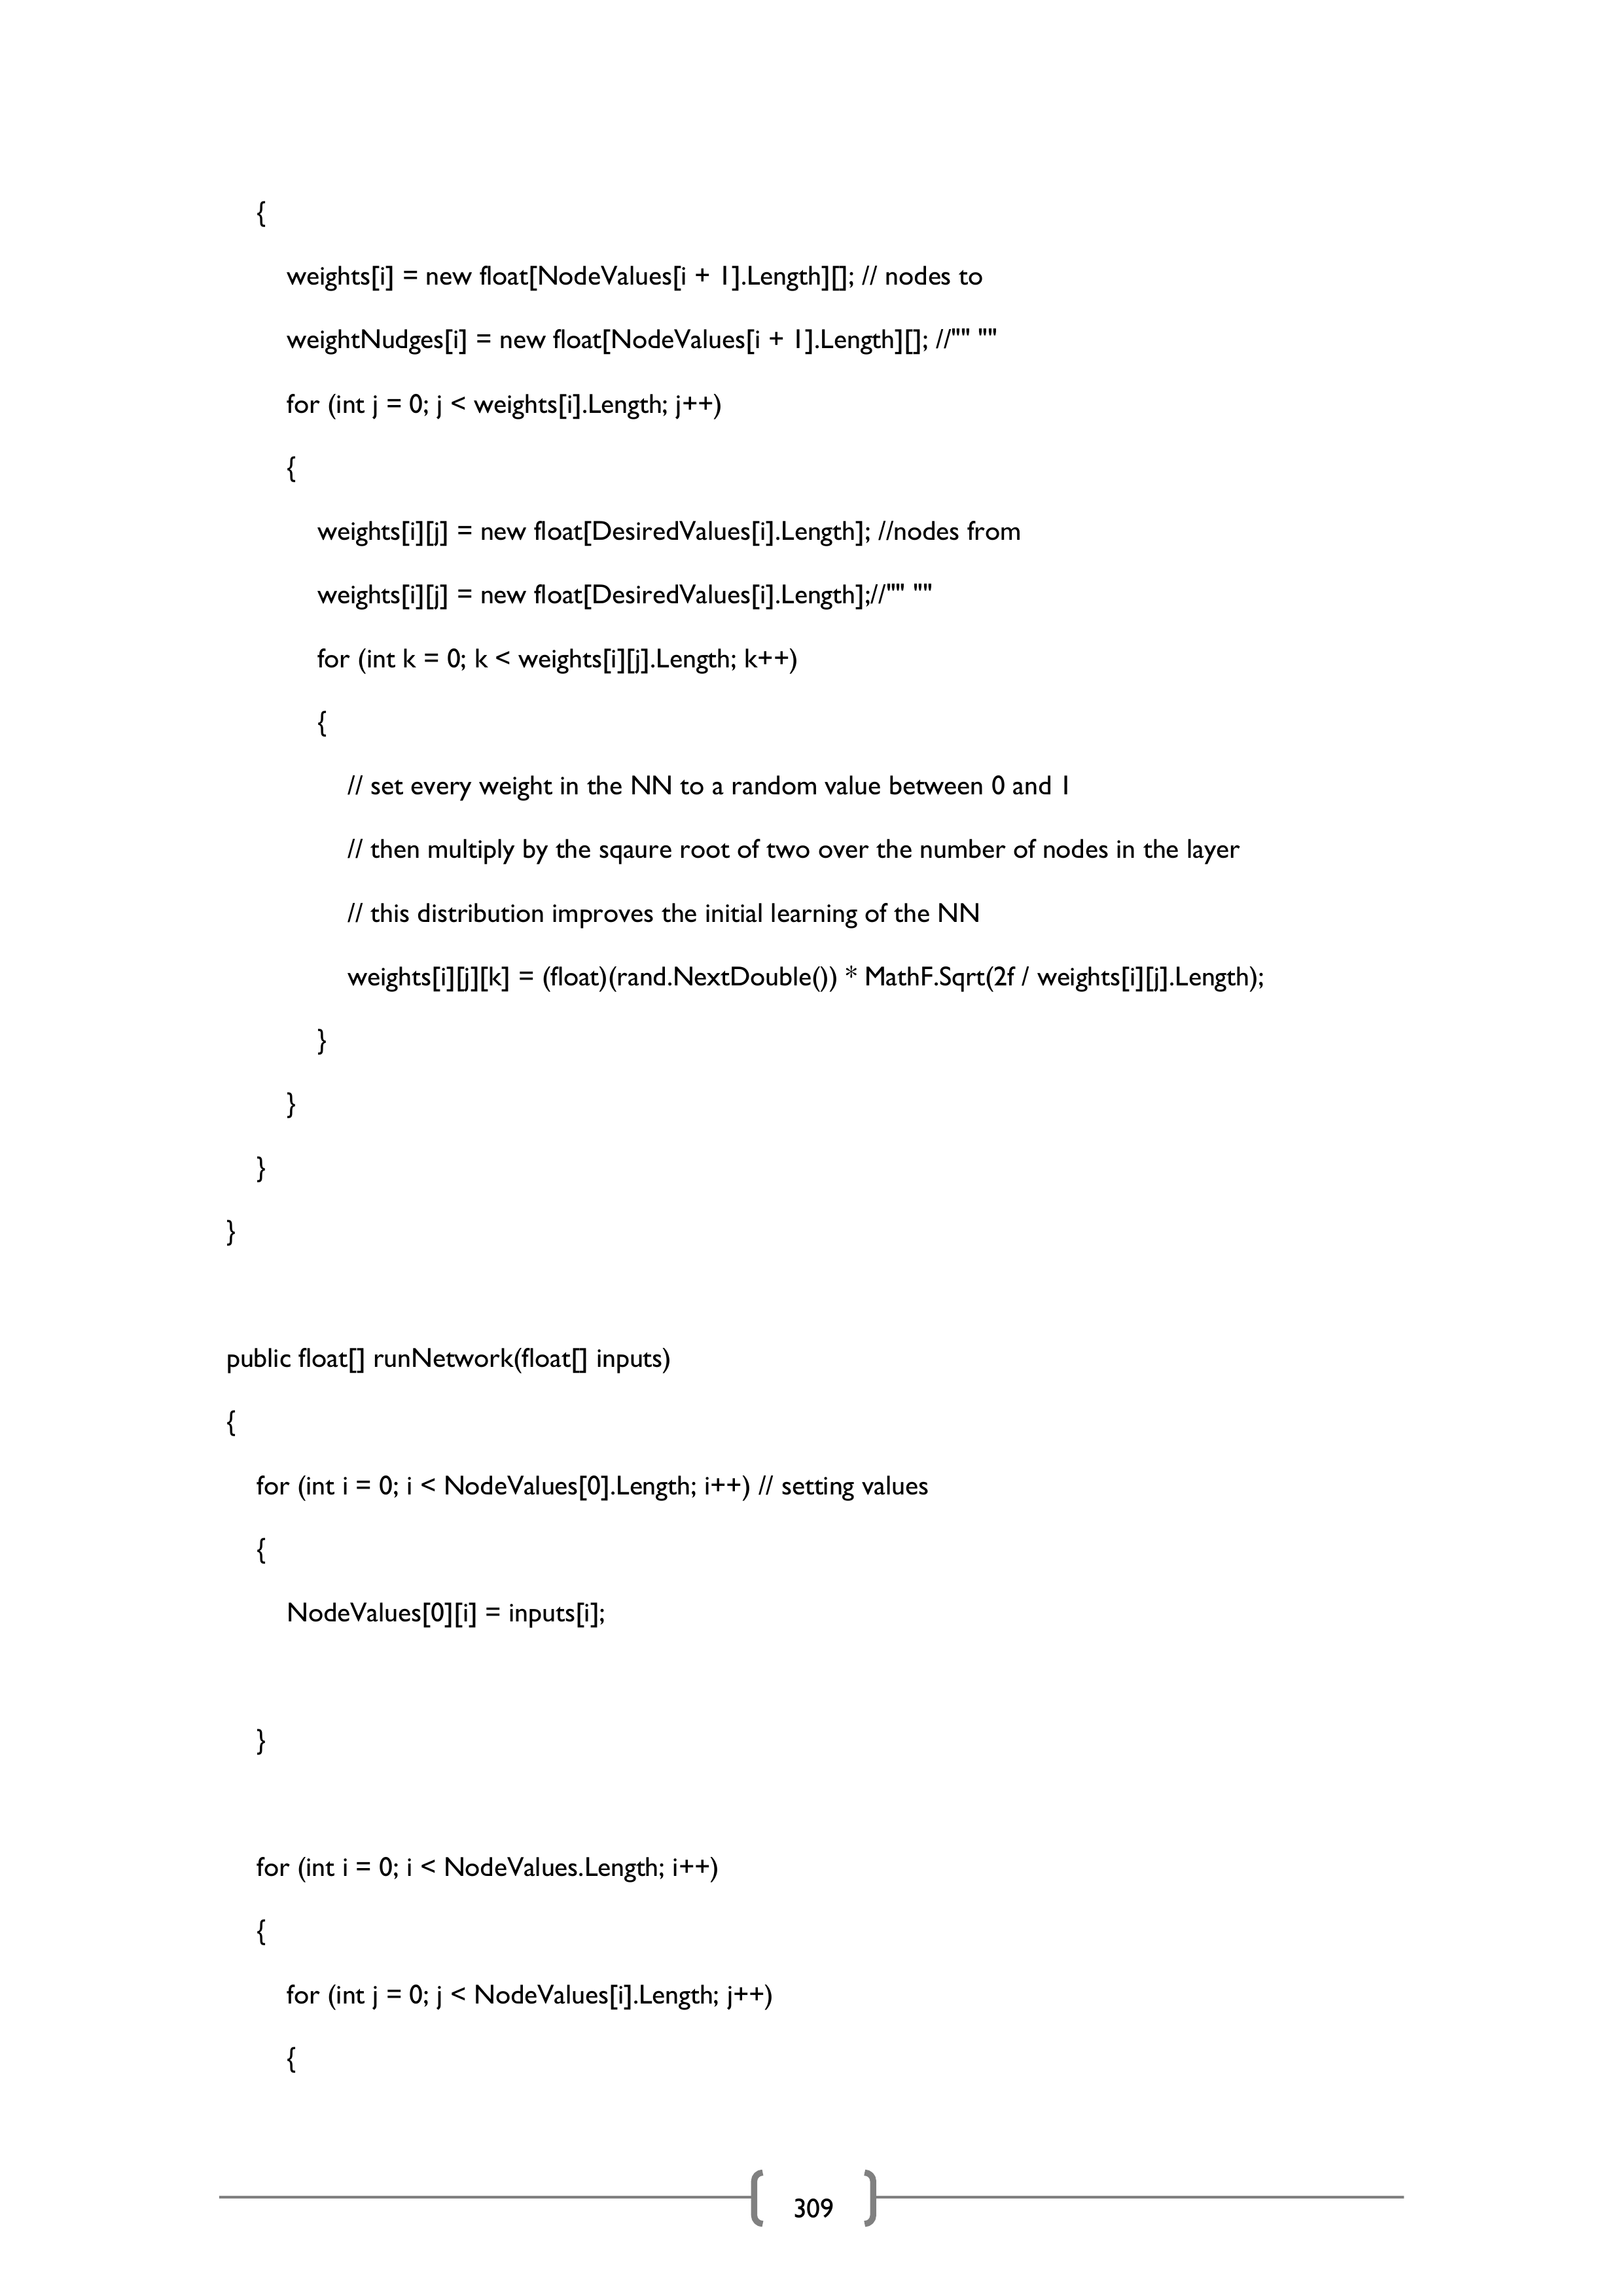 {
weights[i] = new float[NodeValues[i + 1].Length][]; // nodes to
weightNudges[i] = new float[NodeValues[i + 1].Length][]; //"" ""
for (int j = 0; j < weights[i].Length; j++)
{
weights[i][j] = new float[DesiredValues[i].Length]; //nodes from
weights[i][j] = new float[DesiredValues[i].Length];//"" ""
for (int k = 0; k < weights[i][j].Length; k++)
{
// set every weight in the NN to a random value between 0 and 1
// then multiply by the sqaure root of two over the number of nodes in the layer
// this distribution improves the initial learning of the NN
weights[i][j][k] = (float)(rand.NextDouble()) * MathF.Sqrt(2f / weights[i][j].Length);
}
}
}
}
public float[] runNetwork(float[] inputs)
{
for (int i = 0; i < NodeValues[0].Length; i++) // setting values
{
NodeValues[0][i] = inputs[i];
}
for (int i = 0; i < NodeValues.Length; i++)
{
for (int j = 0; j < NodeValues[i].Length; j++)
{
309